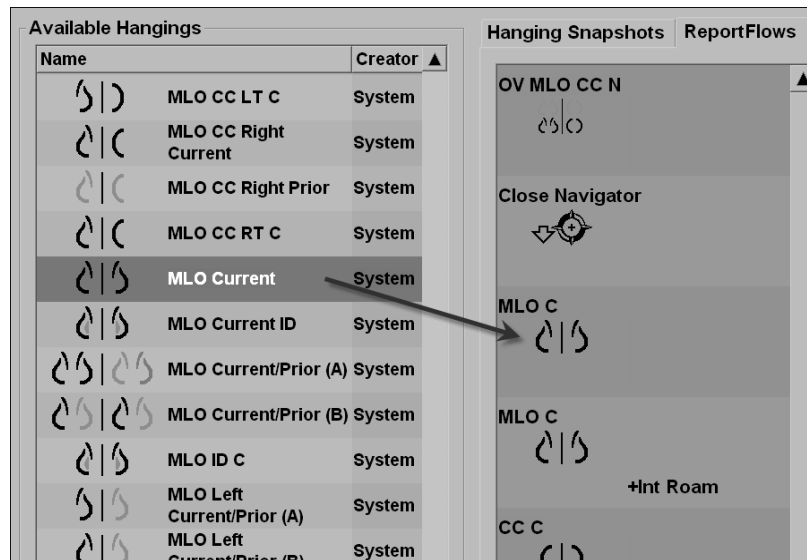 Available Hangings
Hanging Snapshots
ReportFlows
Name
Creator
MLO CC LT C
System
MLO CC Right
Current
System
MLO CC Right Prior
System
MLO CC RT C
System
MLO Current
System
MLO Current ID
System
MLO Current/Prior (A)
System
MLO Current/Prior (B)
System
MLO ID C
System
MLO Left
Current/Prior (A)
System
MLO Left
Current/Prior (B)
System
OV MLO CC N
Close Navigator
MLO C
MLO C
+Int Roam
CC C